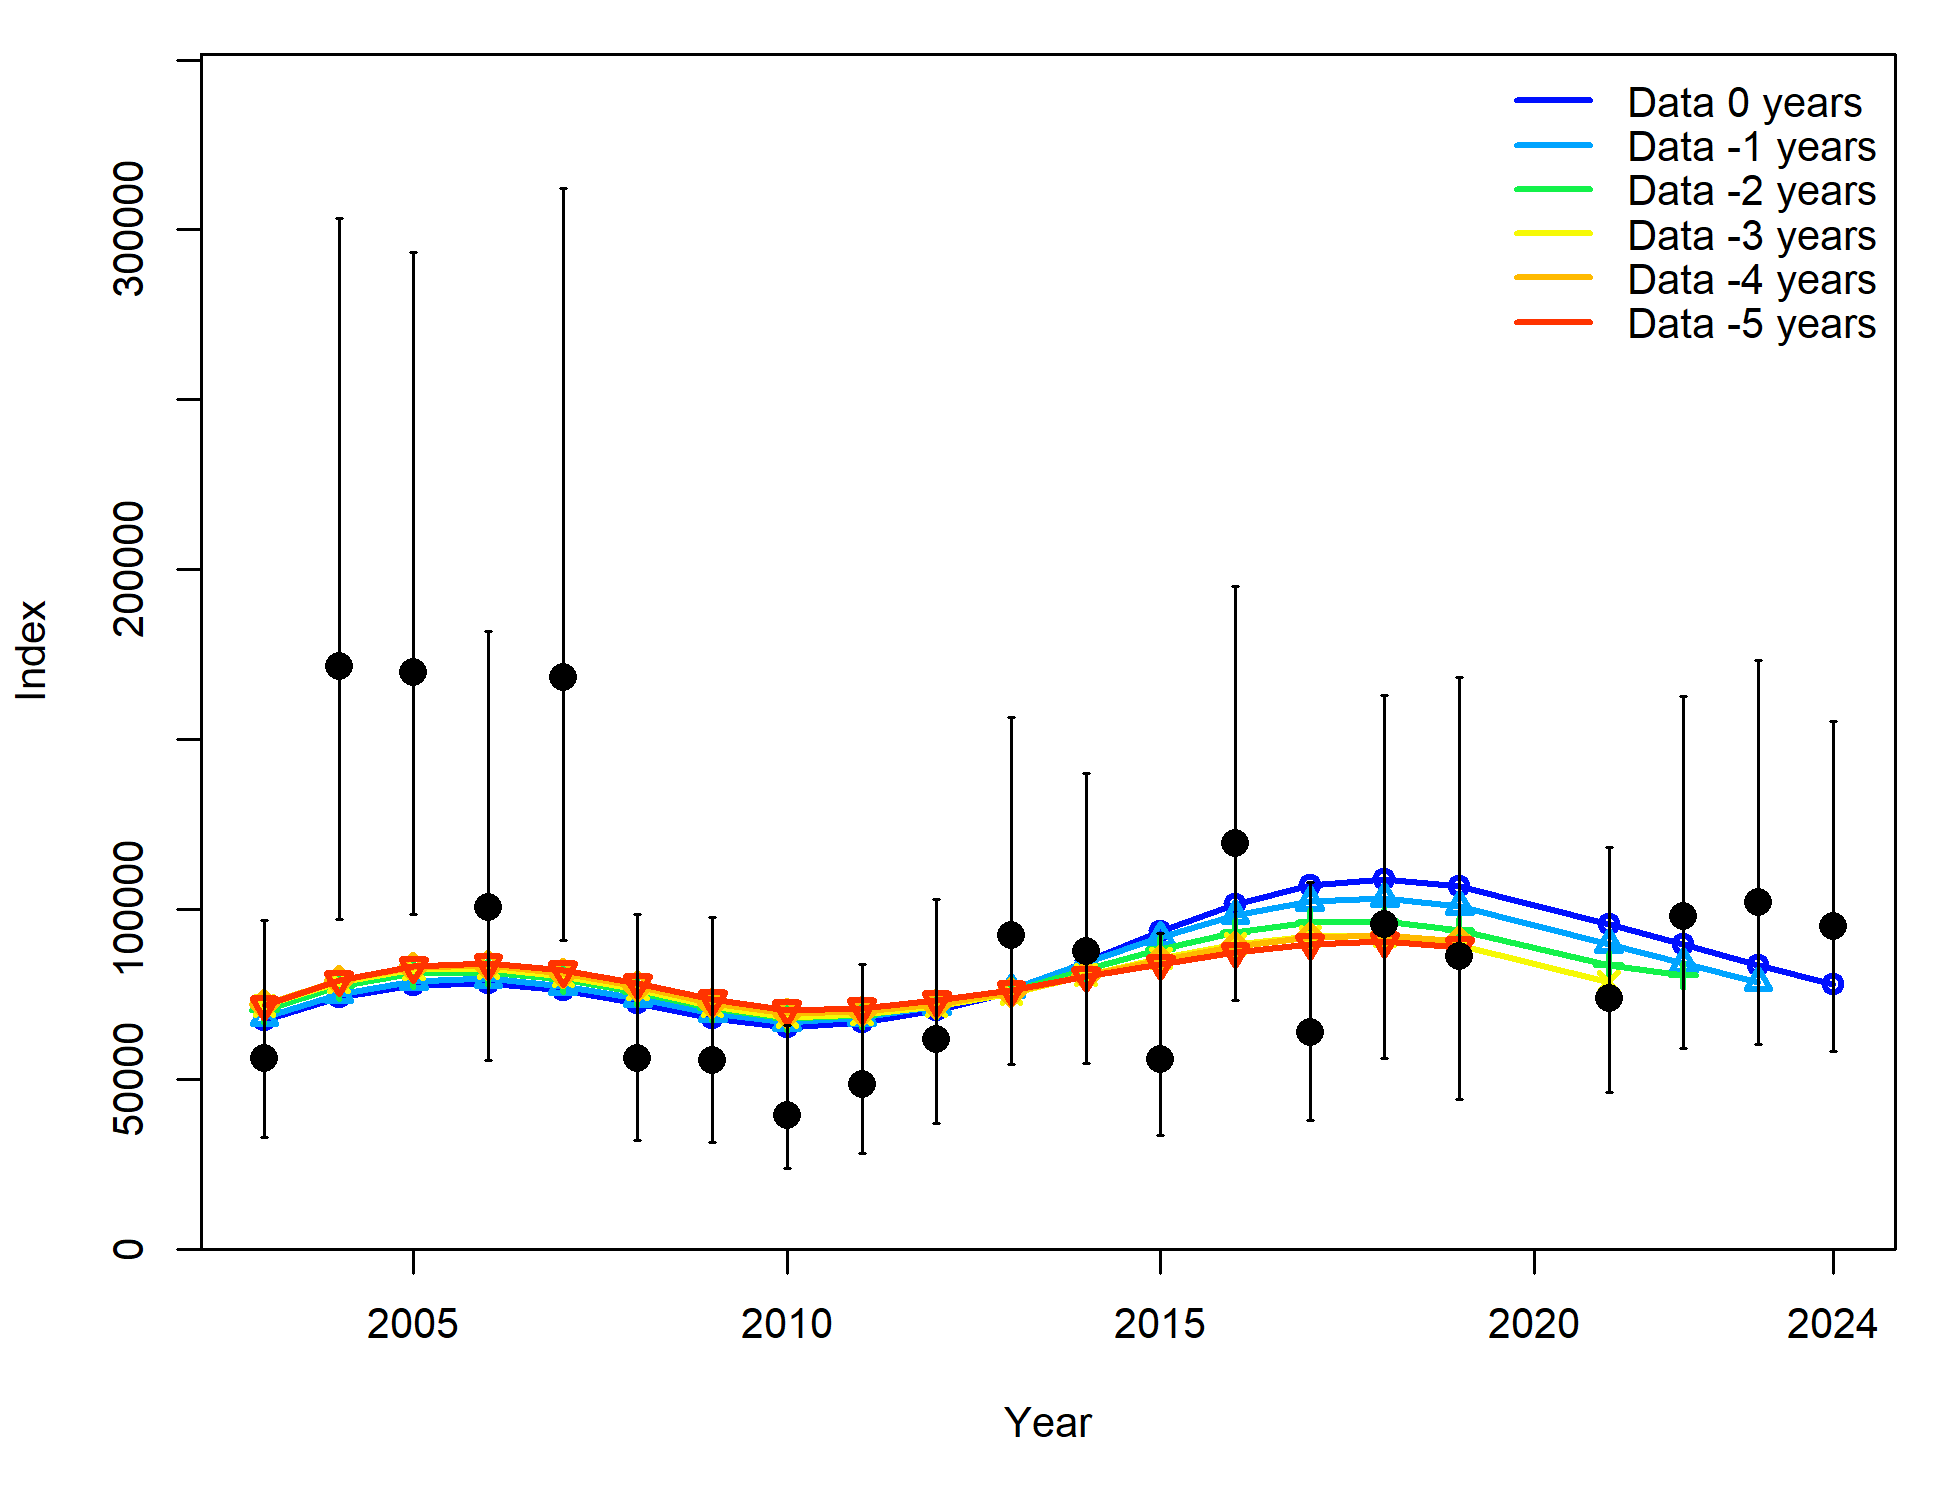 Data 0 years
Data -1 years
Data -2 years
Data -3 years
Data -4 years
Data -5 years
Index
300000
200000
100000
50000
0
2005 2010 2015 2020 2024
Year